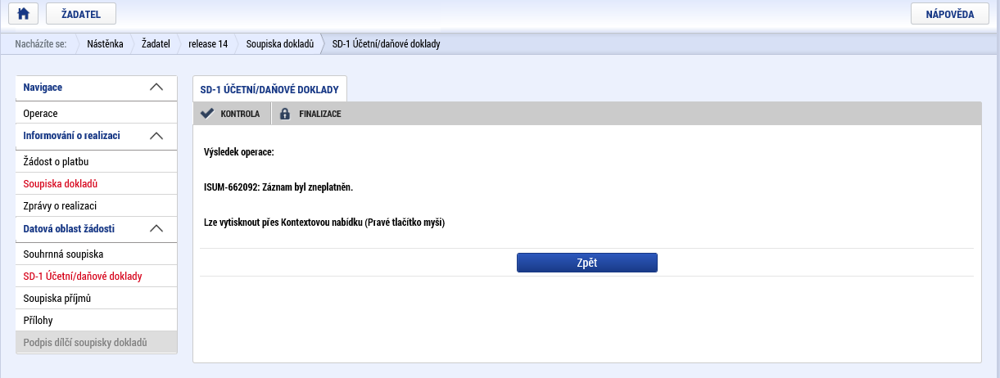 ŽADATEL
NÁPOVĚDA
Nacházíte se:
Nástěnka
Žadatel
release 14
Soupiska dokladů
SD-1 Účetní/daňové doklady
Navigace
Operace
Informování o realizaci
Žádost o platbu
Soupiska dokladů
Zprávy o realizaci
Datová oblast žádosti
Souhrnná soupiska
SD-1 Účetní/daňové doklady
Soupiska příjmů
Přílohy
Podpis dílčí soupisky dokladů
SD-1 ÚČETNÍ/DAŇOVÉ DOKLADY
KONTROLA
FINALIZACE
Výsledek operace:
ISUM-662092: Záznam byl zneplatněn.
Lze vytisknout přes Kontextovou nabídku (Pravé tlačítko myši)
Zpět